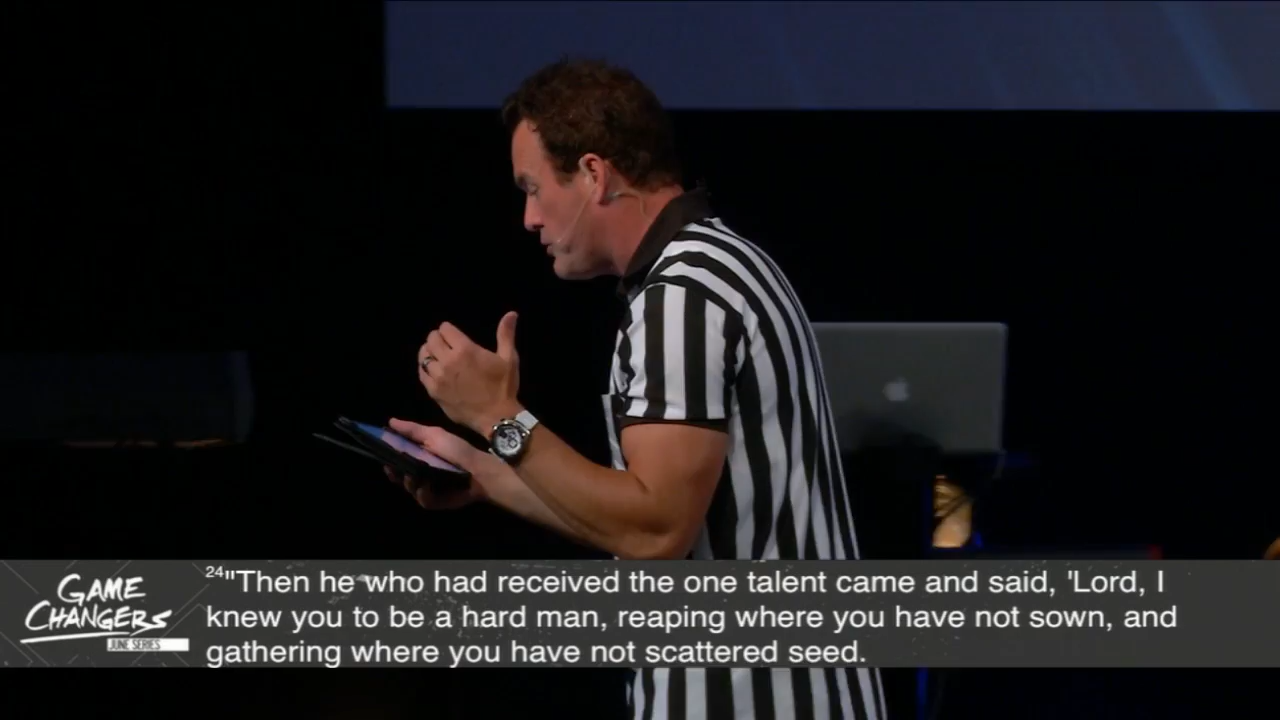 GAME
CHANGERS
JUNE SERIES
24"Then he who had received the one talent came and said, 'Lord, I
knew you to be a hard man, reaping where you have not sown, and
gathering where you have not scattered seed.